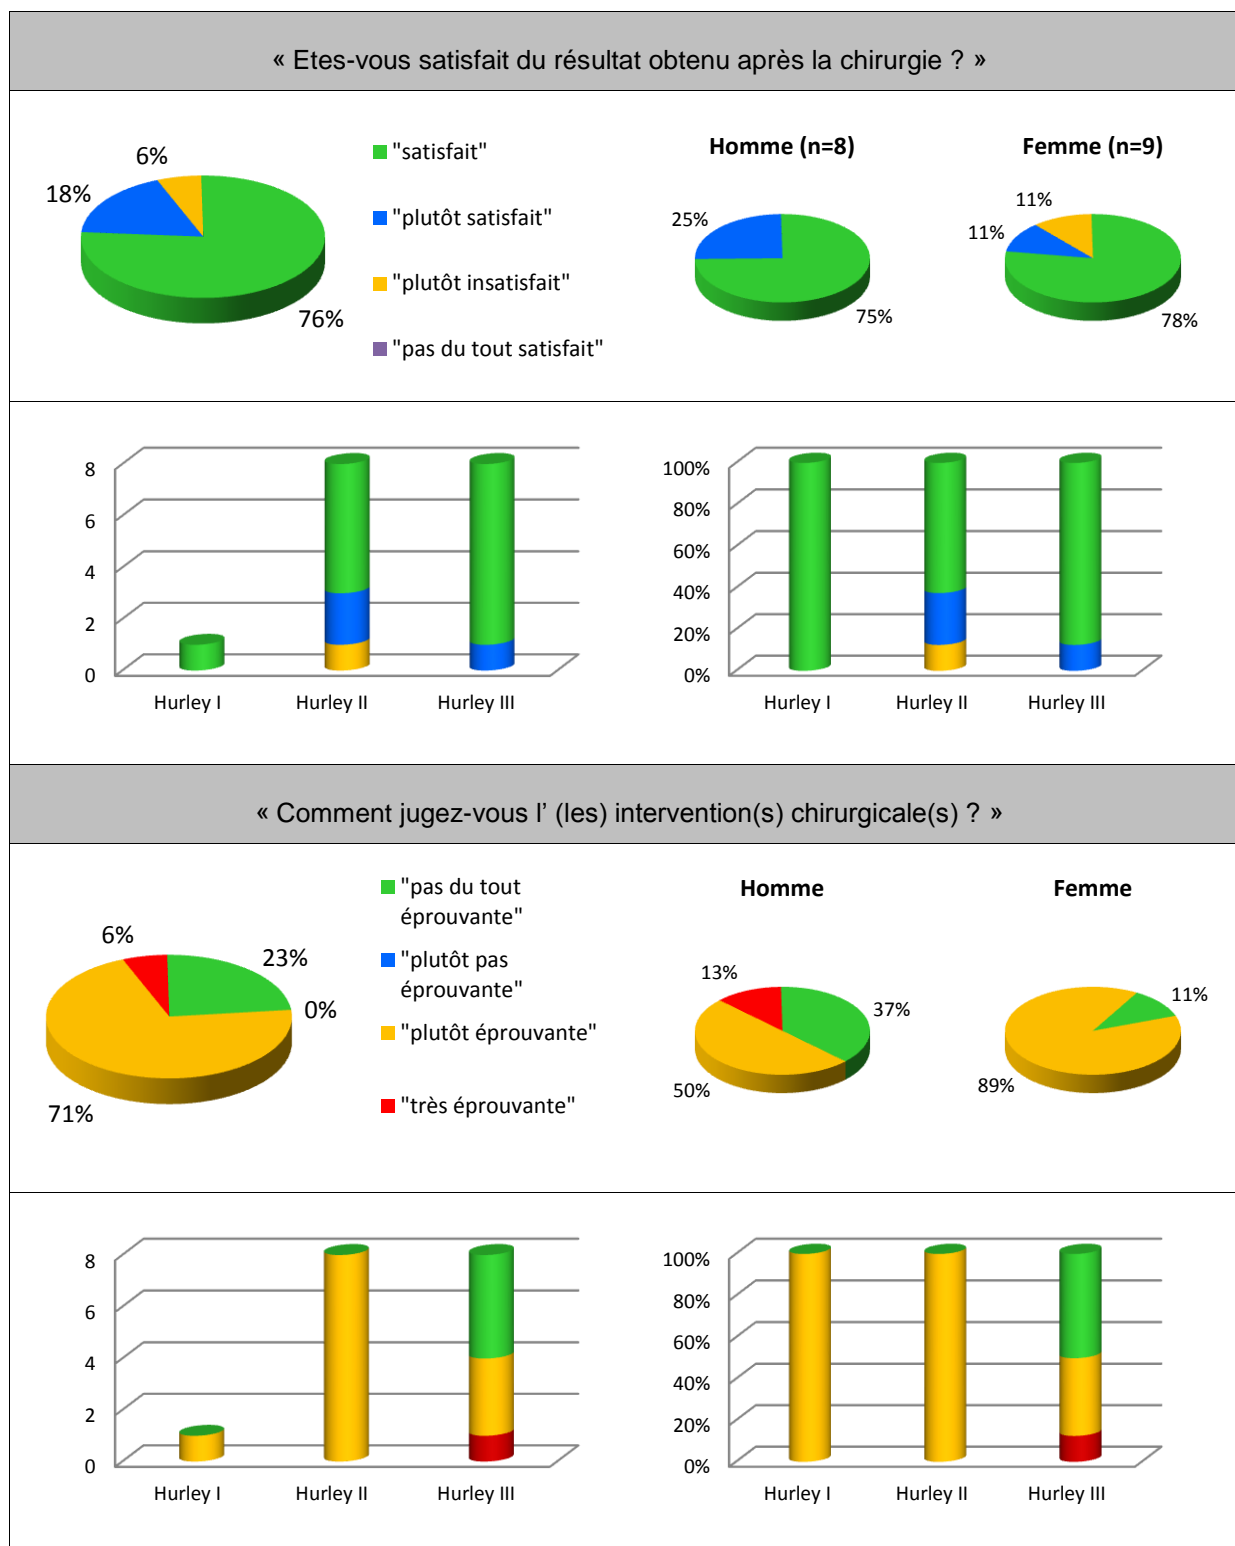 « Etes-vous satisfait du résultat obtenu après la chirurgie ? »
6%
18%
76%
"satisfait"
"plutôt satisfait"
"plutôt insatisfait"
"pas du tout satisfait"
Homme (n=8)
25%
75%
Femme (n=9)
11%
11%
78%
8
6
4
2
0
Hurley I
Hurley II
Hurley III
100%
80%
60%
40%
20%
0%
Hurley I
Hurley II
Hurley III
« Comment jugez-vous l' (les) intervention(s) chirurgicale(s) ? »
6%
23%
0%
71%
"pas du tout
éprouvante"
"plutôt pas
éprouvante"
"plutôt éprouvante"
"très éprouvante"
Homme
13%
37%
50%
Femme
11%
89%
8
6
4
2
0
Hurley I
Hurley II
Hurley III
100%
80%
60%
40%
20%
0%
Hurley I
Hurley II
Hurley III